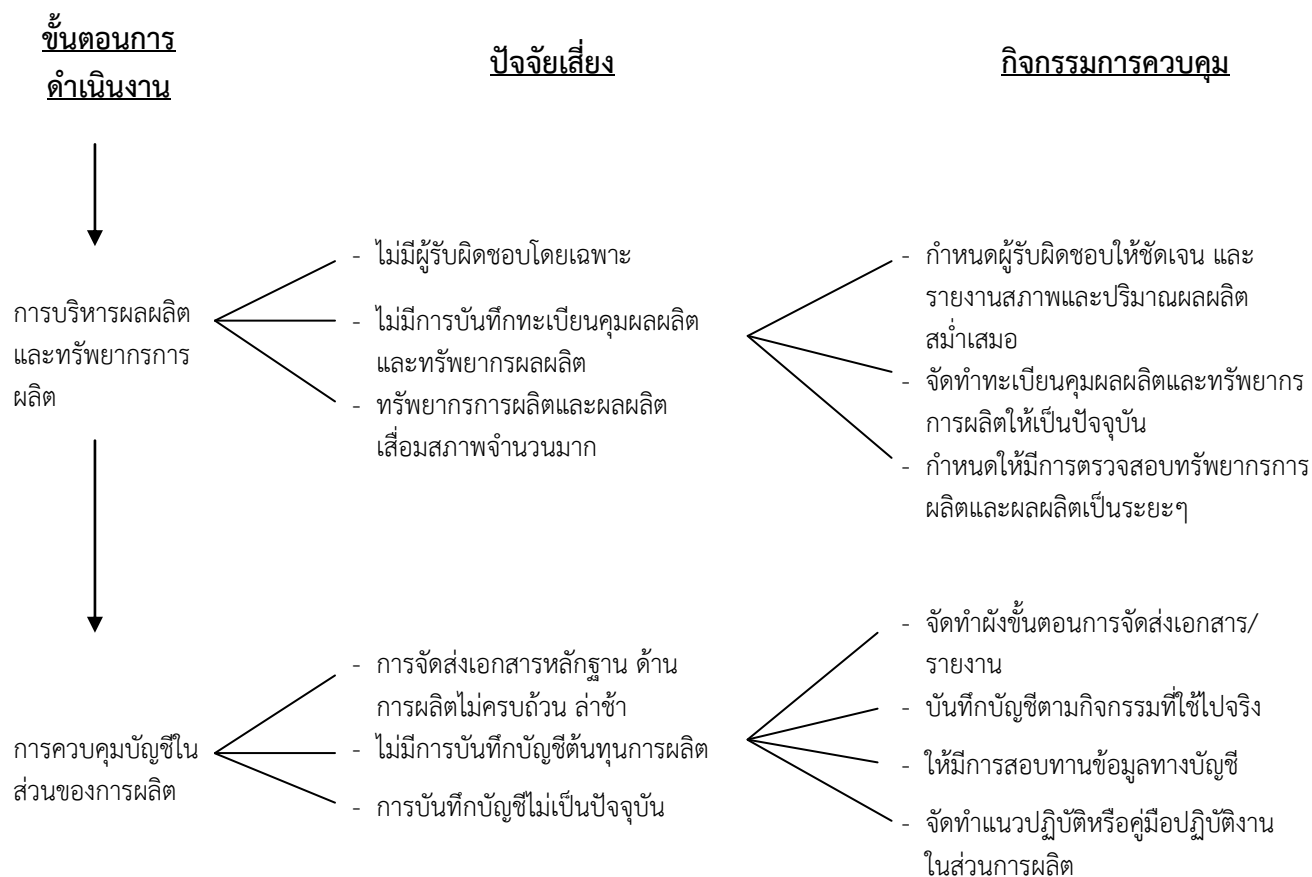 ขั้นตอนการ
ดำเนินงาน
ปัจจัยเสี่ยง
กิจกรรมการควบคุม
การบริหารผลผลิต
และทรัพยากรการ
ผลิต
- ไม่มีผู้รับผิดชอบโดยเฉพาะ
- ไม่มีการบันทึกทะเบียนคุมผลผลิต
และทรัพยากรผลผลิต
- ทรัพยากรการผลิตและผลผลิต
เสื่อมสภาพจำนวนมาก
- กำหนดผู้รับผิดชอบให้ชัดเจน และ
รายงานสภาพและปริมาณผลผลิต
สม่ำเสมอ
- จัดทำทะเบียนคุมผลผลิตและทรัพยากร
การผลิตให้เป็นปัจจุบัน
- กำหนดให้มีการตรวจสอบทรัพยากรการ
ผลิตและผลผลิตเป็นระยะๆ
การควบคุมบัญชีใน
ส่วนของการผลิต
- การจัดส่งเอกสารหลักฐาน ด้าน
การผลิตไม่ครบถ้วน ล่าช้า
- ไม่มีการบันทึกบัญชีต้นทุนการผลิต
- การบันทึกบัญชีไม่เป็นปัจจุบัน
- จัดทำผังขั้นตอนการจัดส่งเอกสาร/
รายงาน
- บันทึกบัญชีตามกิจกรรมที่ใช้ไปจริง
- ให้มีการสอบทานข้อมูลทางบัญชี
- จัดทำแนวปฏิบัติหรือคู่มือปฏิบัติงาน
ในส่วนการผลิต